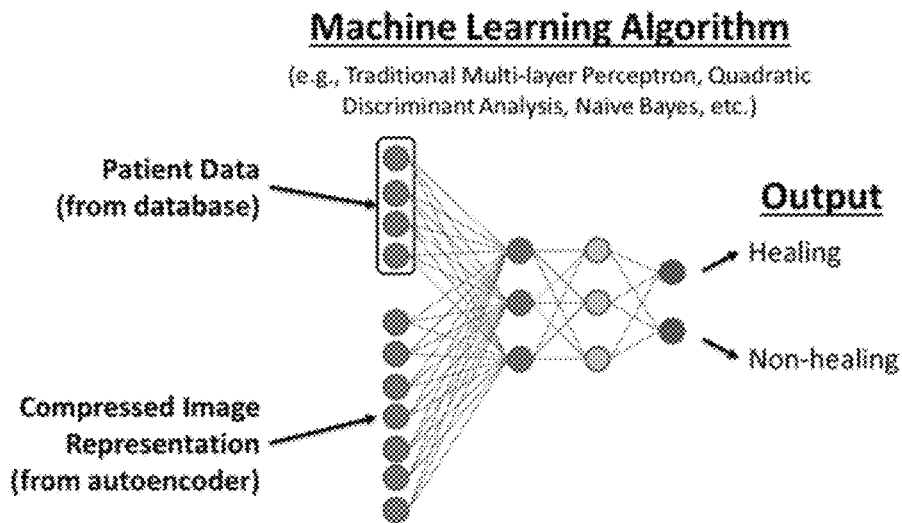 Machine Learning Algorithm
(e.g., Traditional Multi-layer Perceptron, Quadratic
Discriminant Analysis, Naïve Bayes, etc.)
Patient Data
(from database)
Output
Healing
Non-healing
Compressed Image
Representation
(from autoencoder)